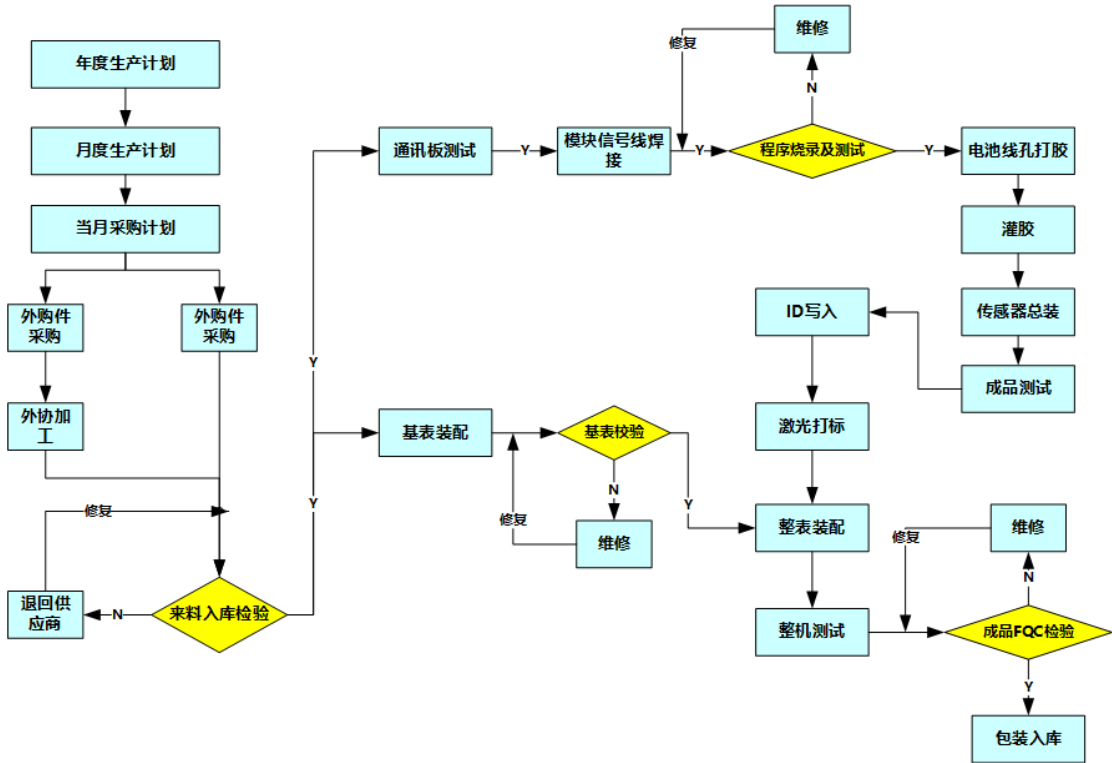 年度生产计划
月度生产计划
当月采购计划
外购件
采购
外购件
采购
外协加
工
修复
退回供
应商
N
来料入库检验
Y
Y
通讯板测试
Y
模块信号线焊
接
修复
维修
N
程序烧录及测试
Y
电池线孔打胶
灌胶
传感器总装
成品测试
ID写入
激光打标
基表装配
基表校验
N
修复
维修
Y
整表装配
整机测试
修复
维修
N
成品FQC检验
Y
包装入库